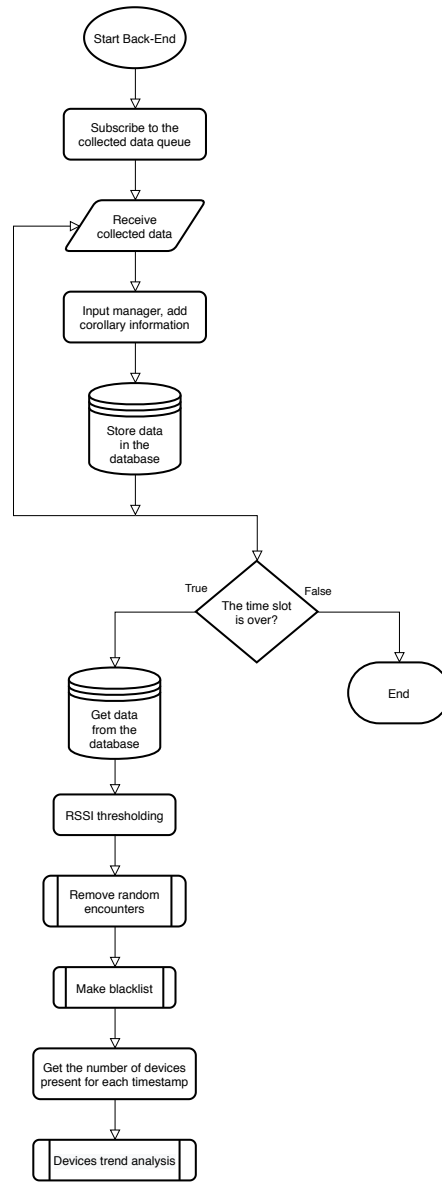 Start Back-End
Subscribe to the
collected data queue
Receive
collected data
Input manager, add
corollary information
Store data
in the
database
The time slot
is over?
True
False
Get data
from the
database
End
RSSI thresholding
Remove random
encounters
Make blacklist
Get the number of devices
present for each timestamp
Devices trend analysis